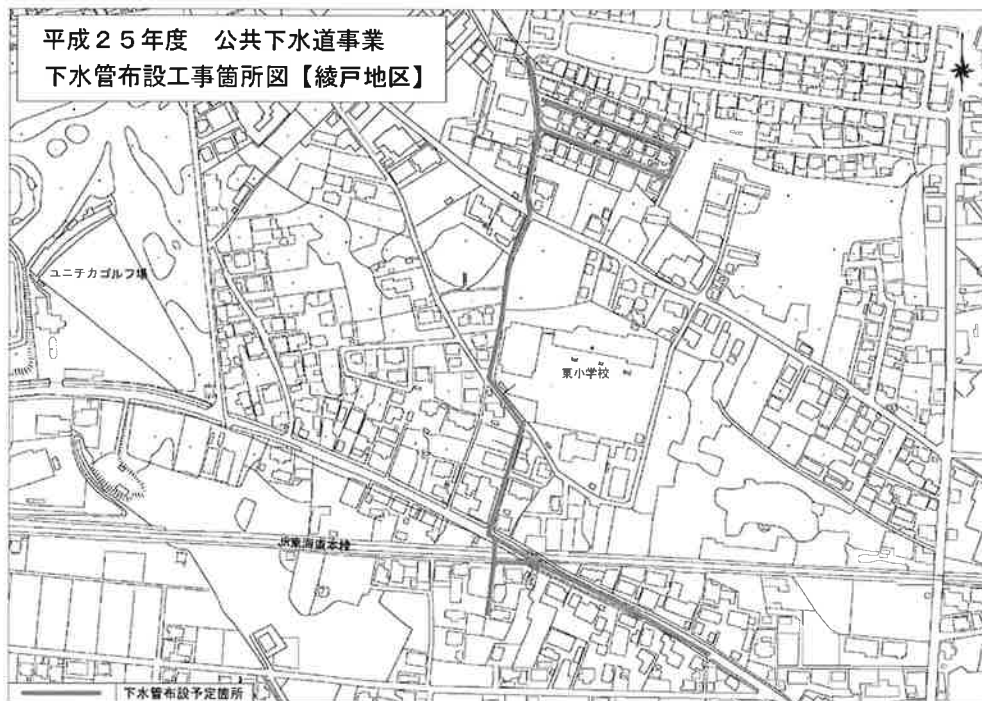 平成25年度　公共下水道事業
下水管布設工事箇所図【綾戸地区】
ユニチカゴルフ場
東小学校
JR東海道本線
下水管布設予定箇所